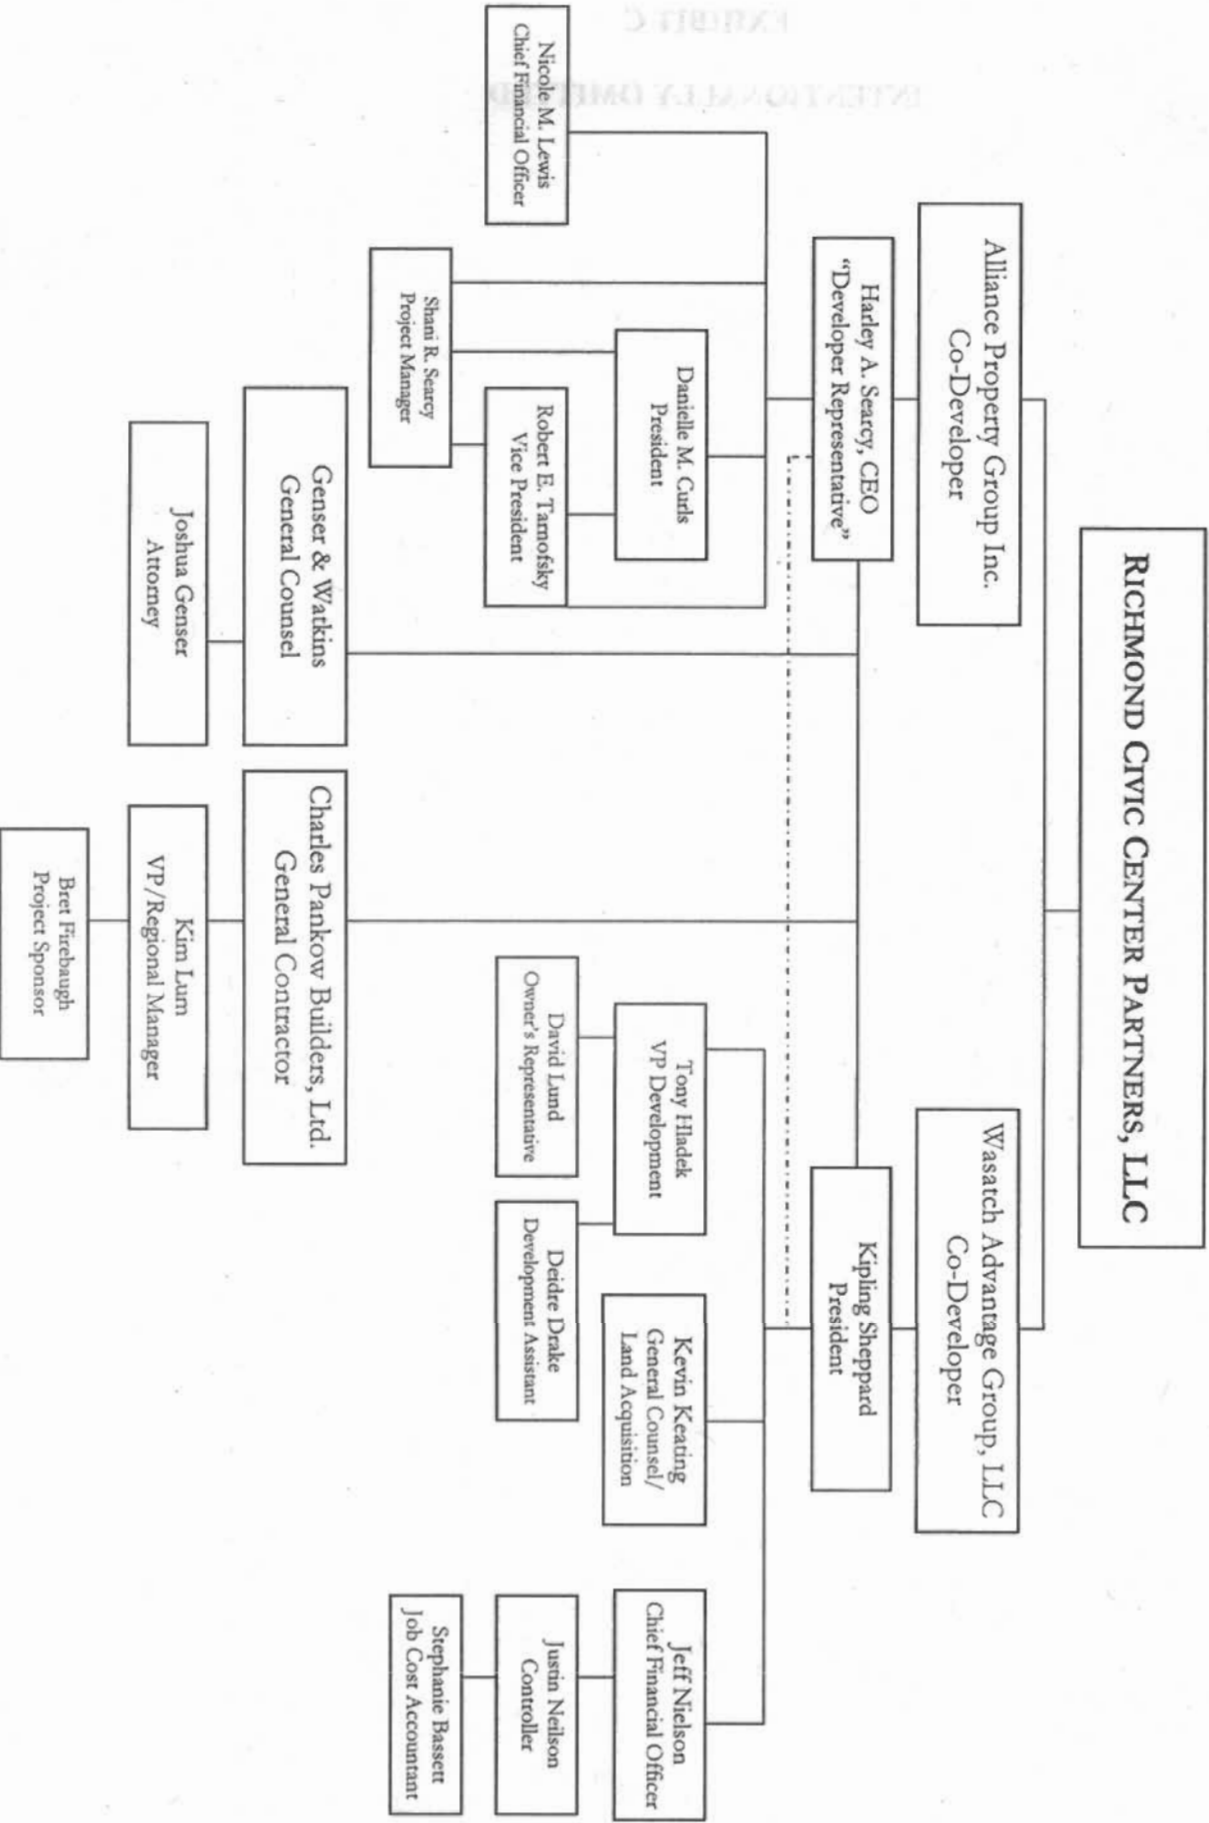 RICHMOND CIVIC CENTER PARTNERS, LLC
Alliance Property Group Inc.
Co-Developer
Wasatch Advantage Group, LLC
Co-Developer
Harley A. Searcy, CEO
“Developer Representative”
Kipling Sheppard
President
Nicole M. Lewis
Chief Financial Officer
Danielle M. Curls
President
Robert E. Tarnofsky
Vice President
Shani R. Searcy
Project Manager
Tony Hladek
VP Development
David Lund
Owner's Representative
Deidre Drake
Development Assistant
Kevin Keating
General Counsel/
Land Acquisition
Jeff Nielson
Chief Financial Officer
Justin Neilson
Controller
Stephanie Bassett
Job Cost Accountant
Genser & Watkins
General Counsel
Joshua Genser
Attorney
Charles Pankow Builders, Ltd.
General Contractor
Kim Lum
VP/Regional Manager
Bret Firebaugh
Project Sponsor
EXHIBIT C